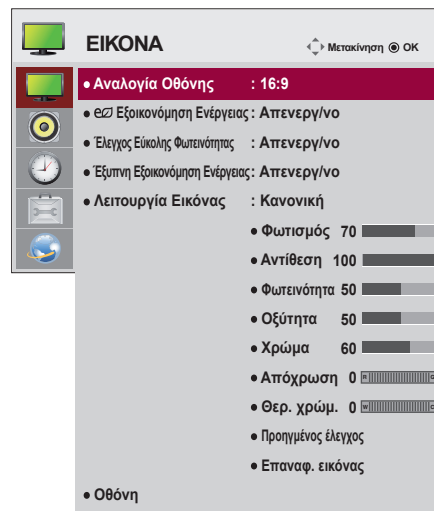 ΕΙΚΟΝΑ Μετακίνηση OK
• Αναλογία Οθόνης : 16:9
• Εξοικονόμηση Ενέργειας : Απενεργ/νο
• Έλεγχος Εύκολης Φωτεινότητας : Απενεργ/νο
• Έξυπνη Εξοικονόμηση Ενέργειας : Απενεργ/νο
• Λειτουργία Εικόνας : Κανονική
• Φωτισμός 70
• Αντίθεση 100
• Φωτεινότητα 50
• Οξύτητα 50
• Χρώμα 60
• Απόχρωση 0 R G
• Θερ. χρώμ. 0 W C
• Προηγμένος έλεγχος
• Επαναφ. εικόνας
• Οθόνη